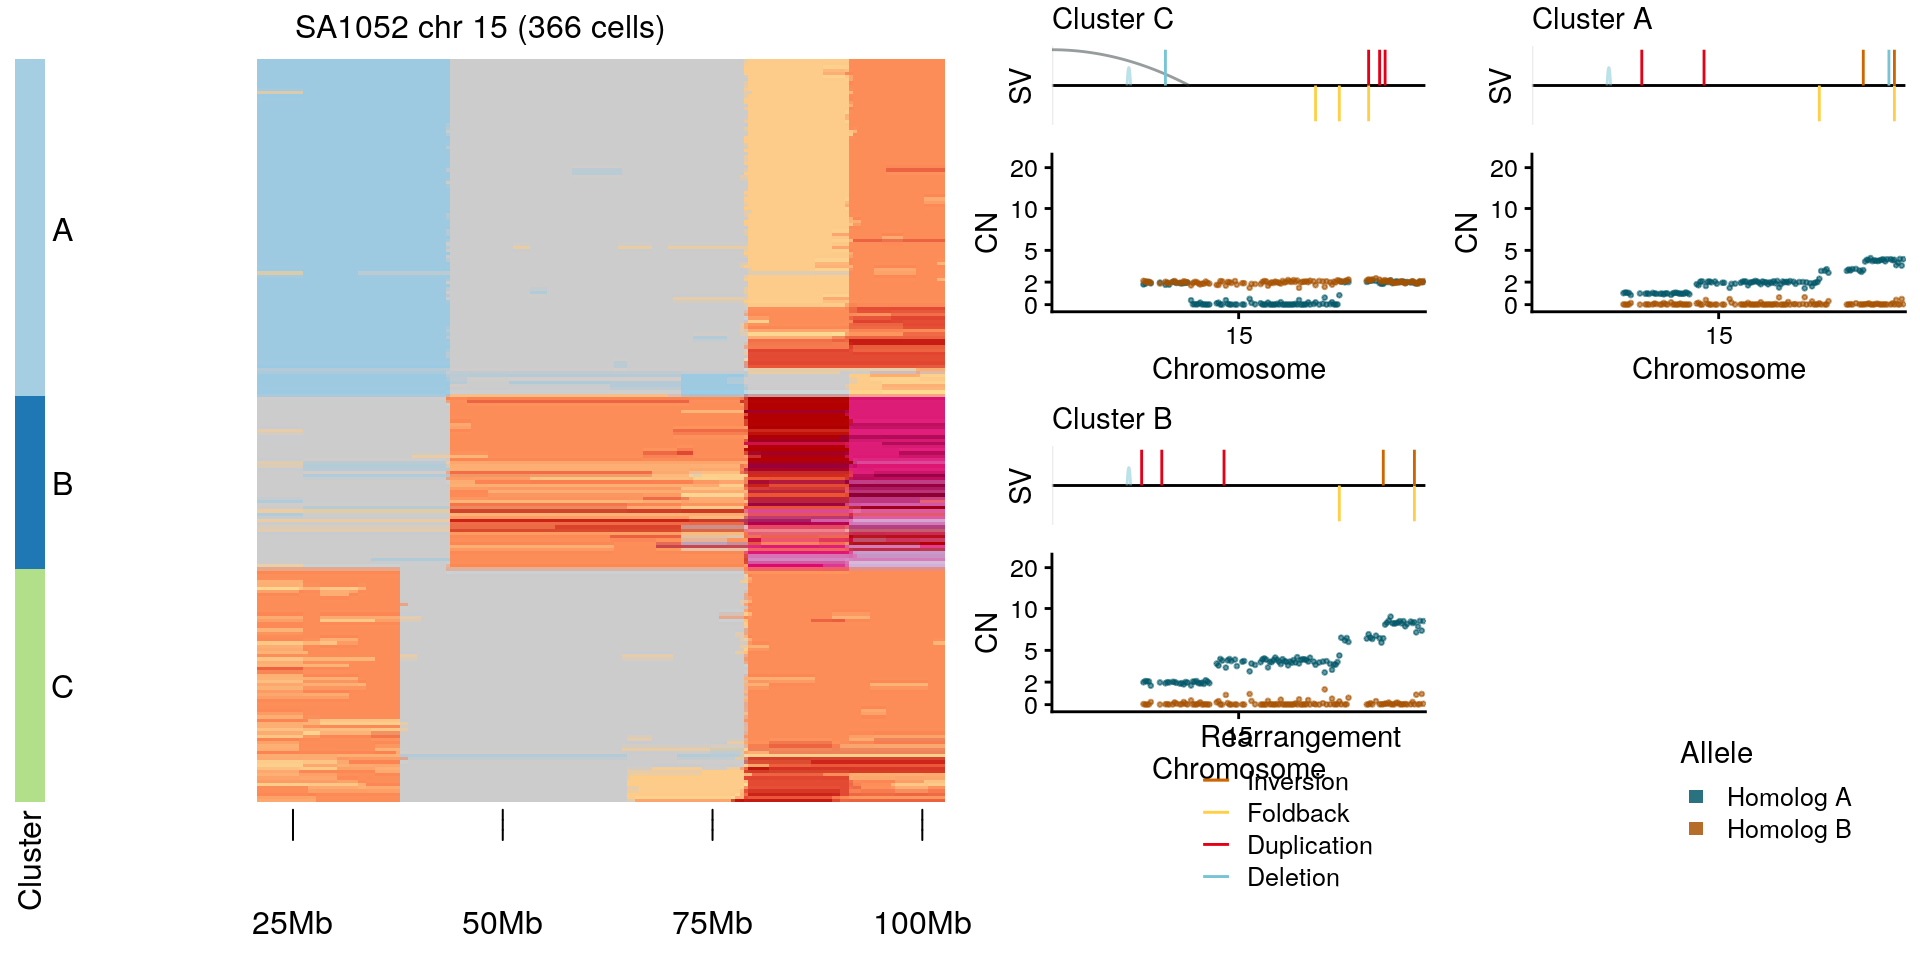 SA1052 chr 15 (366 cells)
A
B
C
Cluster
25Mb 50Mb 75Mb 100Mb
Cluster C
SV
CN
20
10
5
2
0
15
Chromosome
Cluster A
SV
CN
20
10
5
2
0
15
Chromosome
Cluster B
SV
CN
20
10
5
2
0
15
Chromosome
Rearrangement
Inversion
Foldback
Duplication
Deletion
Allele
Homolog A
Homolog B